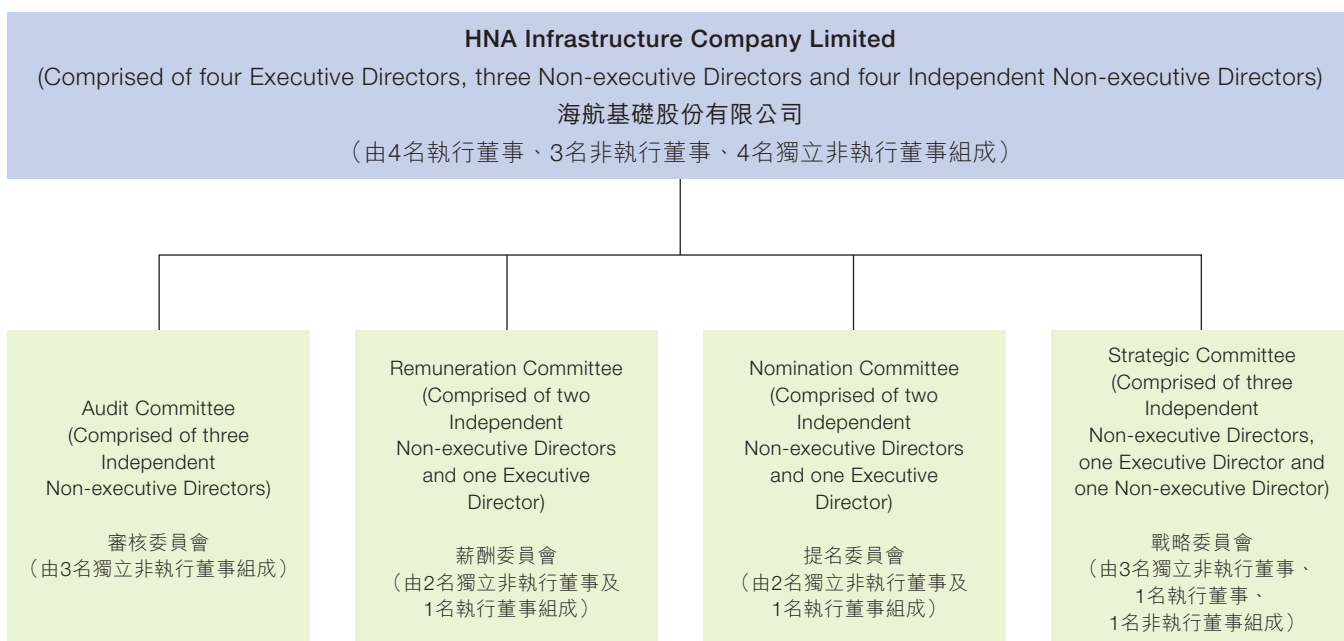 HNA Infrastructure Company Limited
(Comprised of four Executive Directors, three Non-executive Directors and four Independent Non-executive Directors)
海航基礎股份有限公司
（由4名執行董事、3名非執行董事、4名獨立非執行董事組成）
Audit Committee
(Comprised of three
Independent
Non-executive Directors)
審核委員會
（由3名獨立非執行董事組成）
Remuneration Committee
(Comprised of two
Independent
Non-executive Directors
and one Executive
Director)
薪酬委員會
（由2名獨立非執行董事及
1名執行董事組成）
Nomination Committee
(Comprised of two
Independent
Non-executive Directors
and one Executive
Director)
提名委員會
（由2名獨立非執行董事及
1名執行董事組成）
Strategic Committee
(Comprised of three
Independent
Non-executive Directors,
one Executive Director and
one Non-executive Director)
戰略委員會
（由3名獨立非執行董事、
1名執行董事、
1名非執行董事組成）